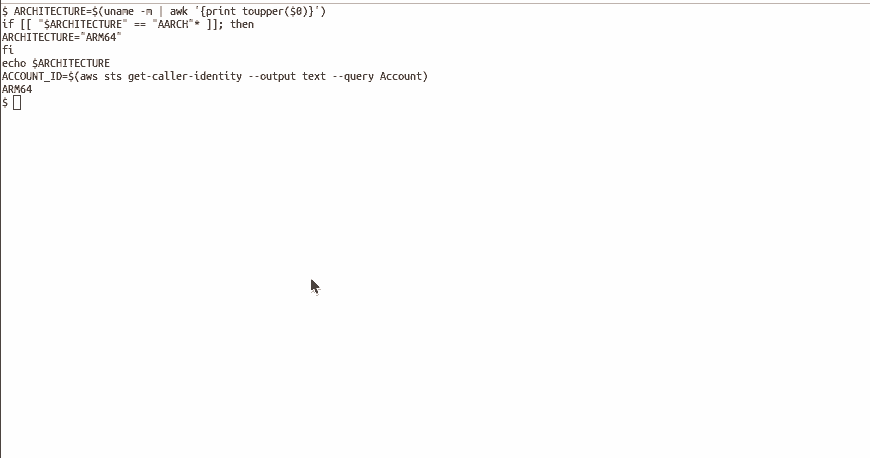 $ ARCHITECTURE=$(uname -m | awk '{print toupper($0)}')
if [[ "$ARCHITECTURE" == "AARCH"* ]]; then
ARCHITECTURE="ARM64"
fi
echo $ARCHITECTURE
ACCOUNT_ID=$(aws sts get-caller-identity --output text --query Account)
ARM64
$